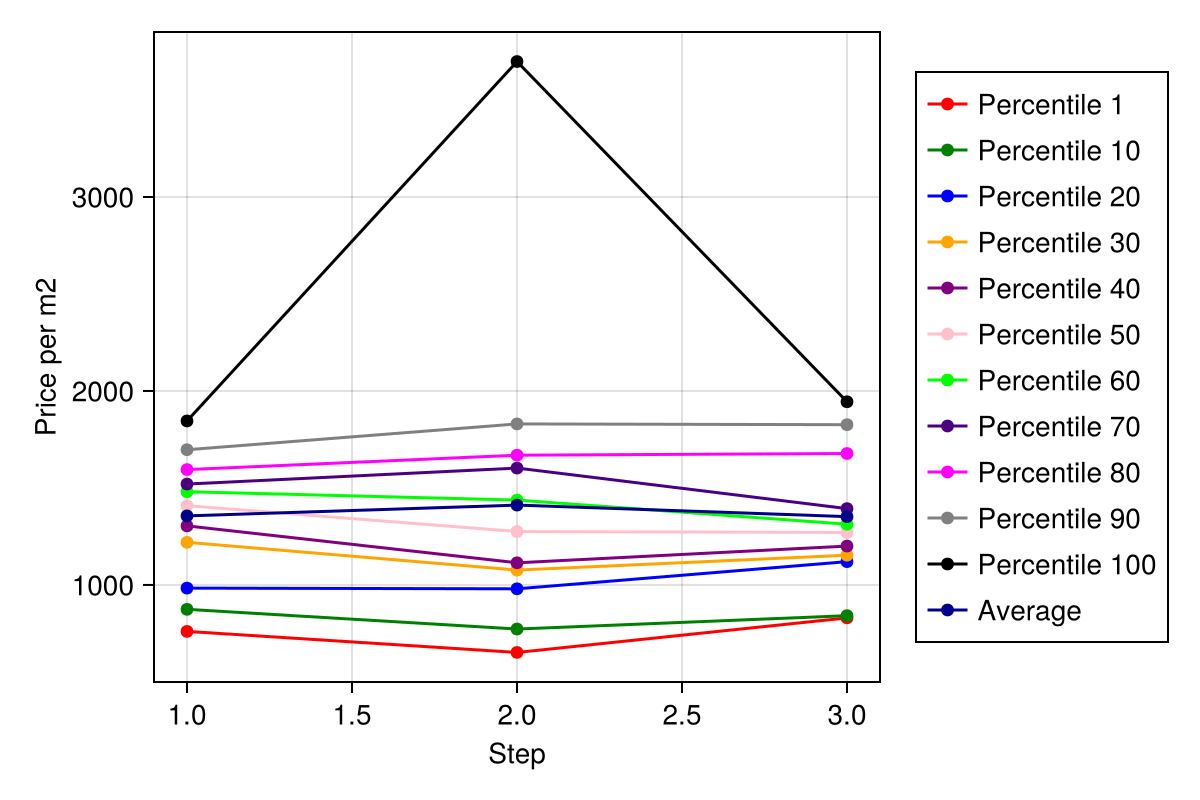 Price per m2
3000
2000
1000
1.0 1.5 2.0 2.5 3.0
Step
Percentile 1
Percentile 10
Percentile 20
Percentile 30
Percentile 40
Percentile 50
Percentile 60
Percentile 70
Percentile 80
Percentile 90
Percentile 100
Average